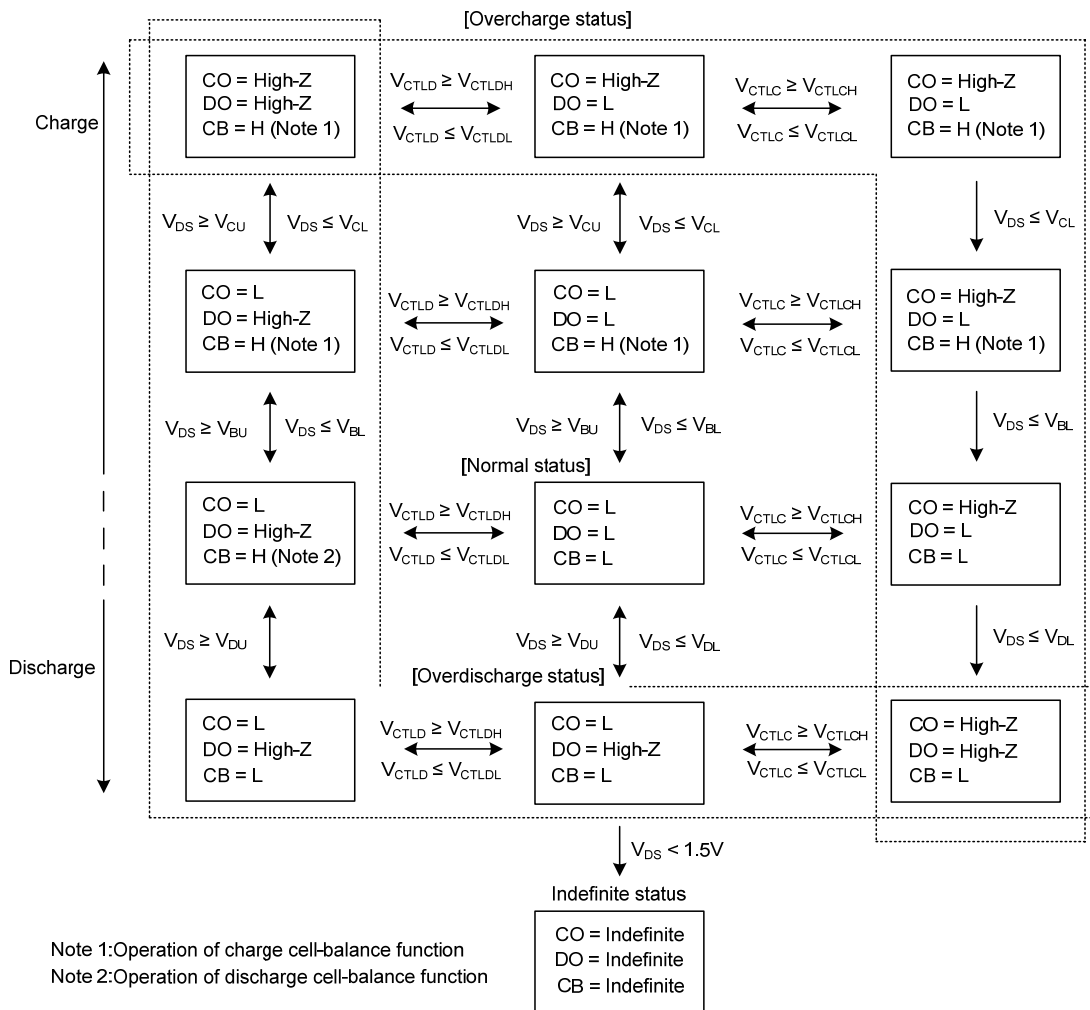 [Overcharge status]
Charge
CO = High-Z
DO = High-Z
CB = H (Note 1)
V_CTLD ≥ V_CTLDH
V_CTLD ≤ V_CTLDL
CO = High-Z
DO = L
CB = H (Note 1)
V_CTLC ≥ V_CTLCH
V_CTLC ≤ V_CTLCL
CO = High-Z
DO = L
CB = H (Note 1)
V_DS ≥ V_CU V_DS ≤ V_CL
V_DS ≥ V_CU V_DS ≤ V_CL
V_DS ≤ V_CL
CO = L
DO = High-Z
CB = H (Note 1)
V_CTLD ≥ V_CTLDH
V_CTLD ≤ V_CTLDL
CO = L
DO = L
CB = H (Note 1)
V_CTLC ≥ V_CTLCH
V_CTLC ≤ V_CTLCL
CO = High-Z
DO = L
CB = H (Note 1)
V_DS ≥ V_BU V_DS ≤ V_BL
V_DS ≥ V_BU V_DS ≤ V_BL
V_DS ≤ V_BL
[Normal status]
CO = L
DO = High-Z
CB = H (Note 2)
V_CTLD ≥ V_CTLDH
V_CTLD ≤ V_CTLDL
CO = L
DO = L
CB = L
V_CTLC ≥ V_CTLCH
V_CTLC ≤ V_CTLCL
CO = High-Z
DO = L
CB = L
Discharge
V_DS ≥ V_DU
V_DS ≥ V_DU V_DS ≤ V_DL
V_DS ≤ V_DL
[Overdischarge status]
CO = L
DO = High-Z
CB = L
V_CTLD ≥ V_CTLDH
V_CTLD ≤ V_CTLDL
CO = L
DO = High-Z
CB = L
V_CTLC ≥ V_CTLCH
V_CTLC ≤ V_CTLCL
CO = High-Z
DO = High-Z
CB = L
V_DS < 1.5V
Indefinite status
CO = Indefinite
DO = Indefinite
CB = Indefinite
Note 1:Operation of charge cell-balance function
Note 2:Operation of discharge cell-balance function